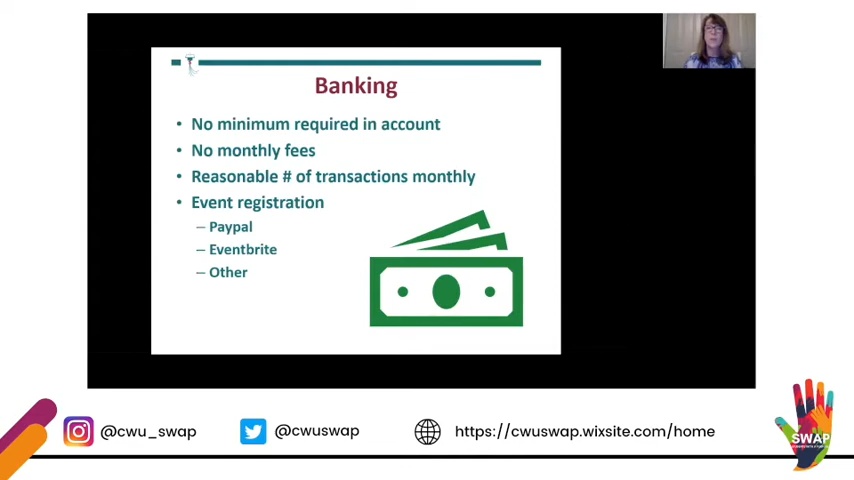 Banking
• No minimum required in account
• No monthly fees
• Reasonable # of transactions monthly
• Event registration
– Paypal
– Eventbrite
– Other
@cwu_swap
@cwuswap
https://cwuswap.wixsite.com/home
SWAP